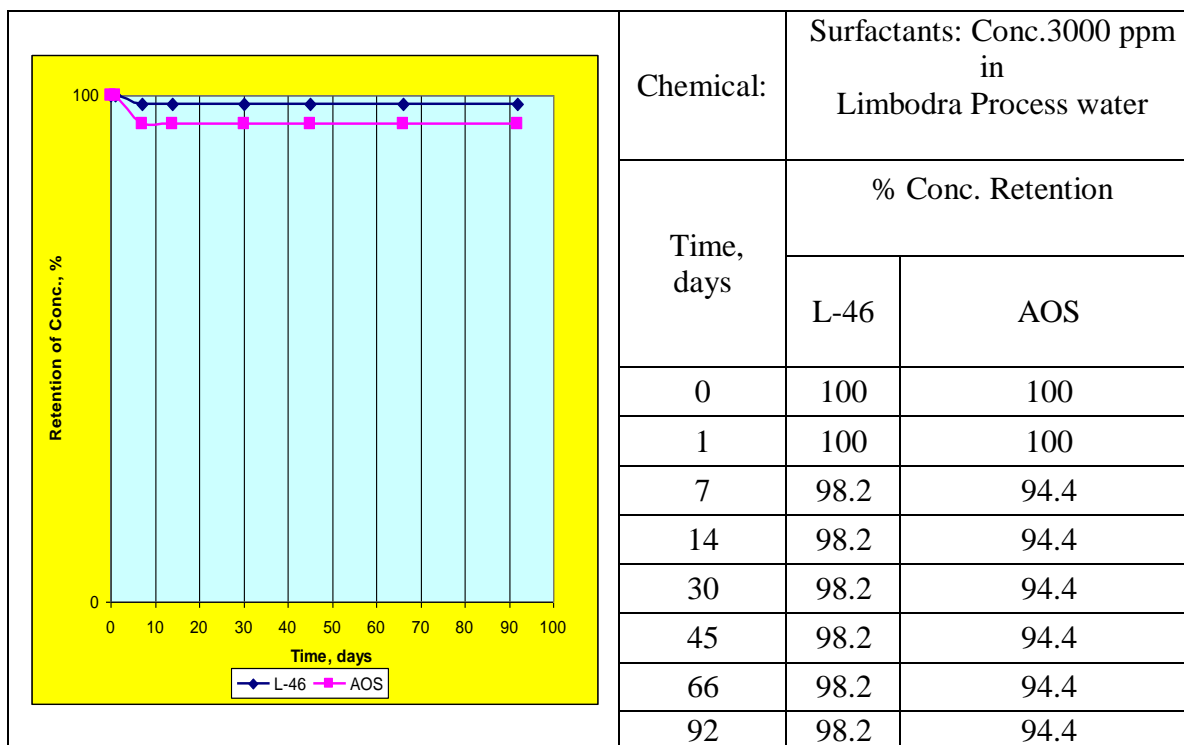 100
0
Retention of Conc., %
0 10 20 30 40 50 60 70 80 90 100
Time, days
L-46 AOS
Chemical:
Surfactants: Conc.3000 ppm
in
Limbodra Process water
Time,
days
% Conc. Retention
L-46 AOS
0 100 100
1 100 100
7 98.2 94.4
14 98.2 94.4
30 98.2 94.4
45 98.2 94.4
66 98.2 94.4
92 98.2 94.4